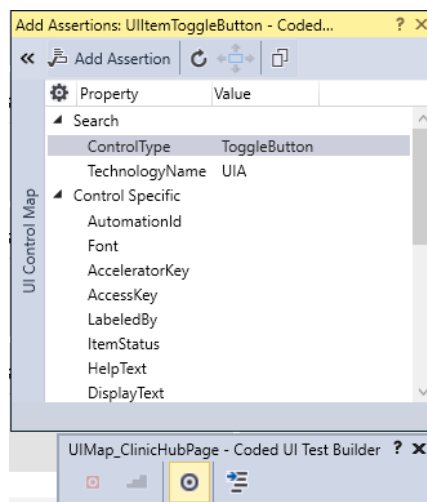 Add Assertions: UIItemToggleButton - Coded... ? X
« Add Assertion
Property Value
Search
ControlType ToggleButton
TechnologyName UIA
Control Specific
AutomationId
Font
AcceleratorKey
AccessKey
LabeledBy
ItemStatus
HelpText
DisplayText
UI Control Map
UIMap_ClinicHubPage - Coded UI Test Builder ? X